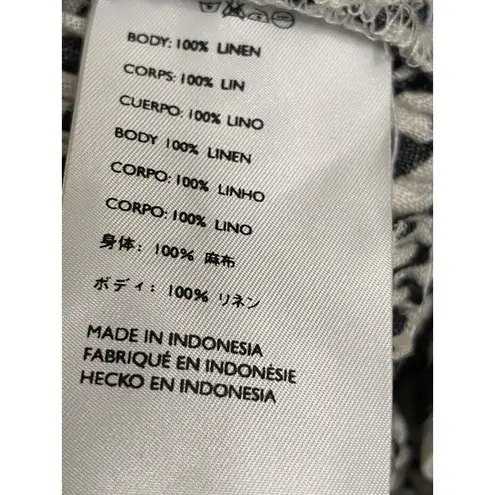 BODY: 100% LINEN
CORPS: 100% LIN
CUERPO: 100% LINO
BODY 100% LINEN
CORPO: 100% LINHO
CORPO: 100% LINO
身体: 100% 麻布
ボディ: 100% リネン
MADE IN INDONESIA
FABRIQUÉ EN INDONÉSIE
HECKO EN INDONESIA